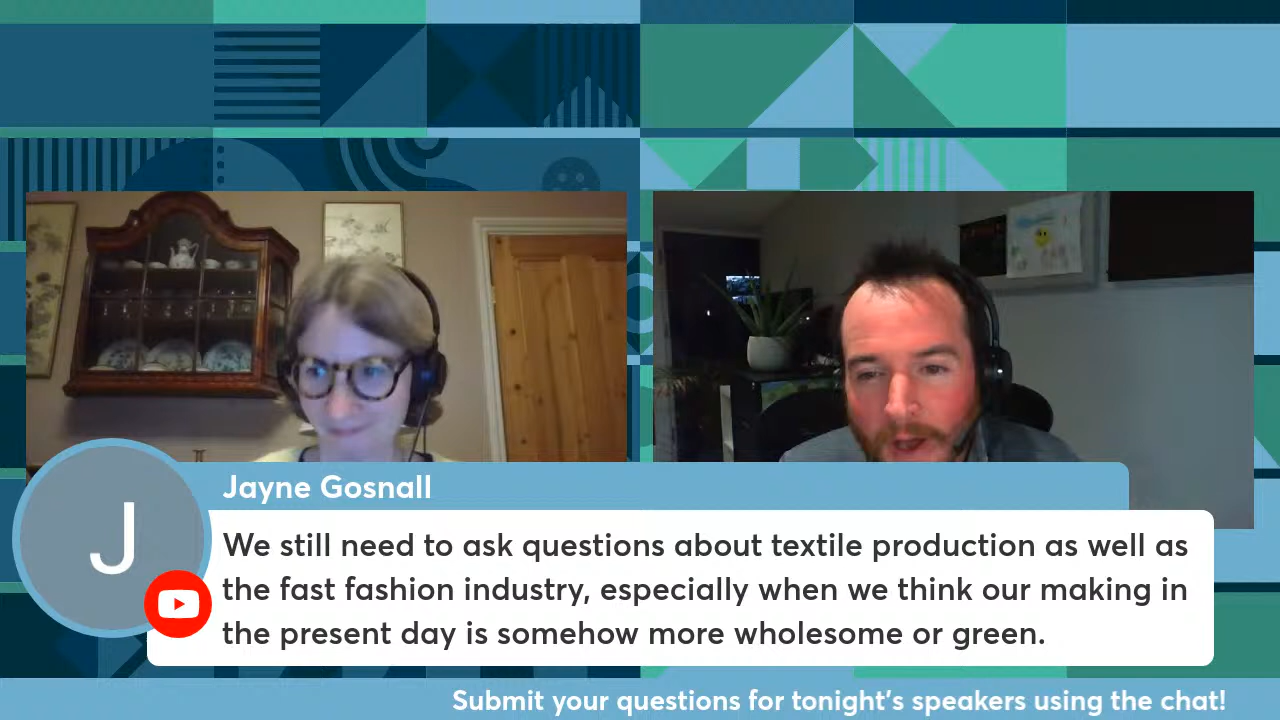 J
Jayne Gosnall
We still need to ask questions about textile production as well as
the fast fashion industry, especially when we think our making in
the present day is somehow more wholesome or green.
Submit your questions for tonight's speakers using the chat!